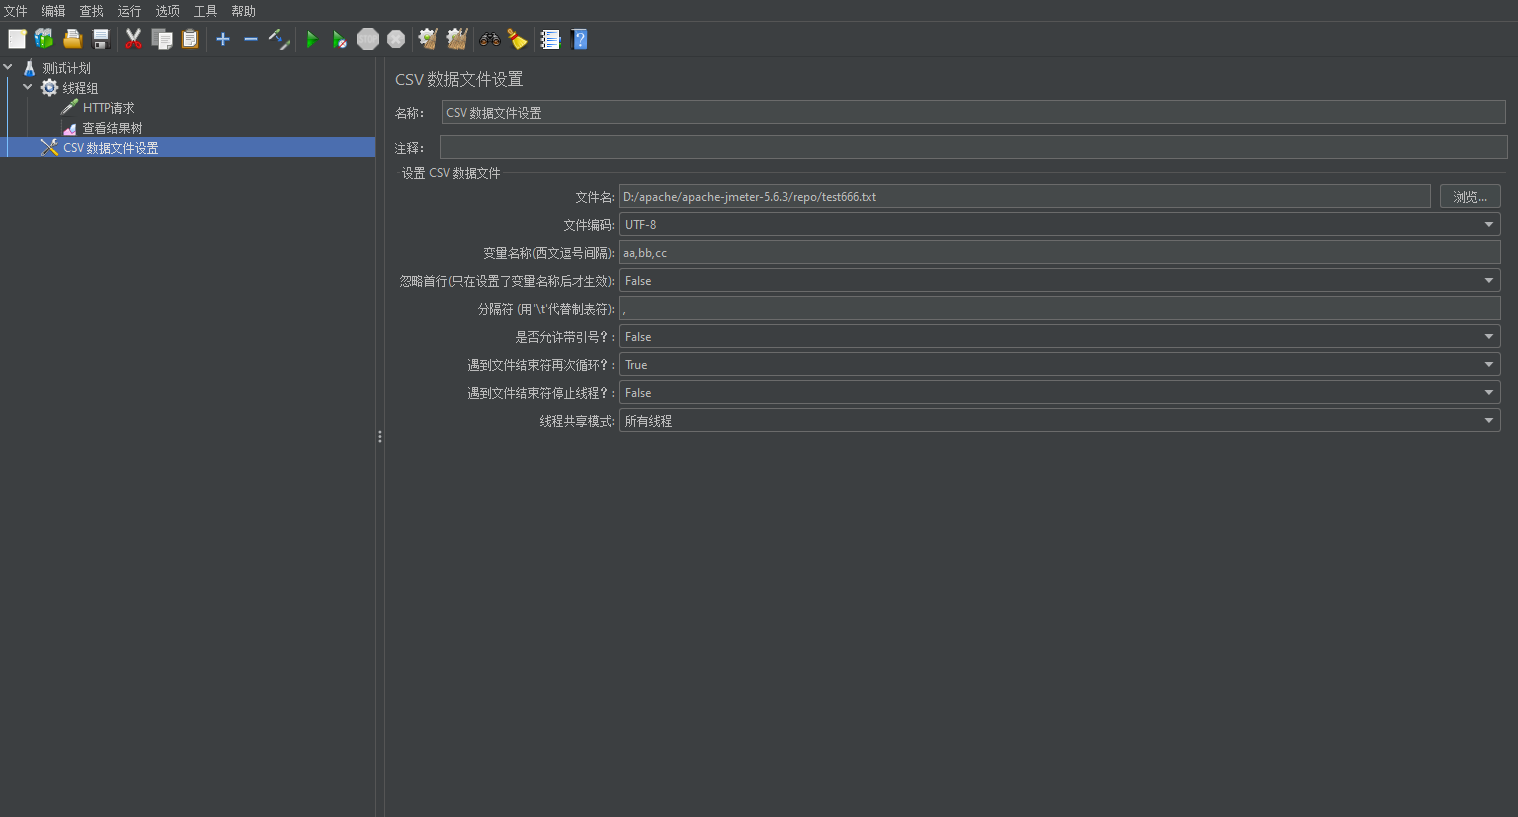 文件 编辑 查找 运行 选项 工具 帮助
测试计划
线程组
HTTP请求
查看结果树
CSV 数据文件设置
CSV 数据文件设置
名称: CSV 数据文件设置
注释:
设置 CSV 数据文件
文件名: D:/apache/apache-jmeter-5.6.3/repo/test666.txt 浏览...
文件编码: UTF-8
变量名称(西文逗号间隔): aa,bb,cc
忽略首行(只在设置了变量名称后才生效): False
分隔符 (用'\t'代替制表符): ,
是否允许带引号?: False
遇到文件结束符再次循环?: True
遇到文件结束符停止线程?: False
线程共享模式: 所有线程